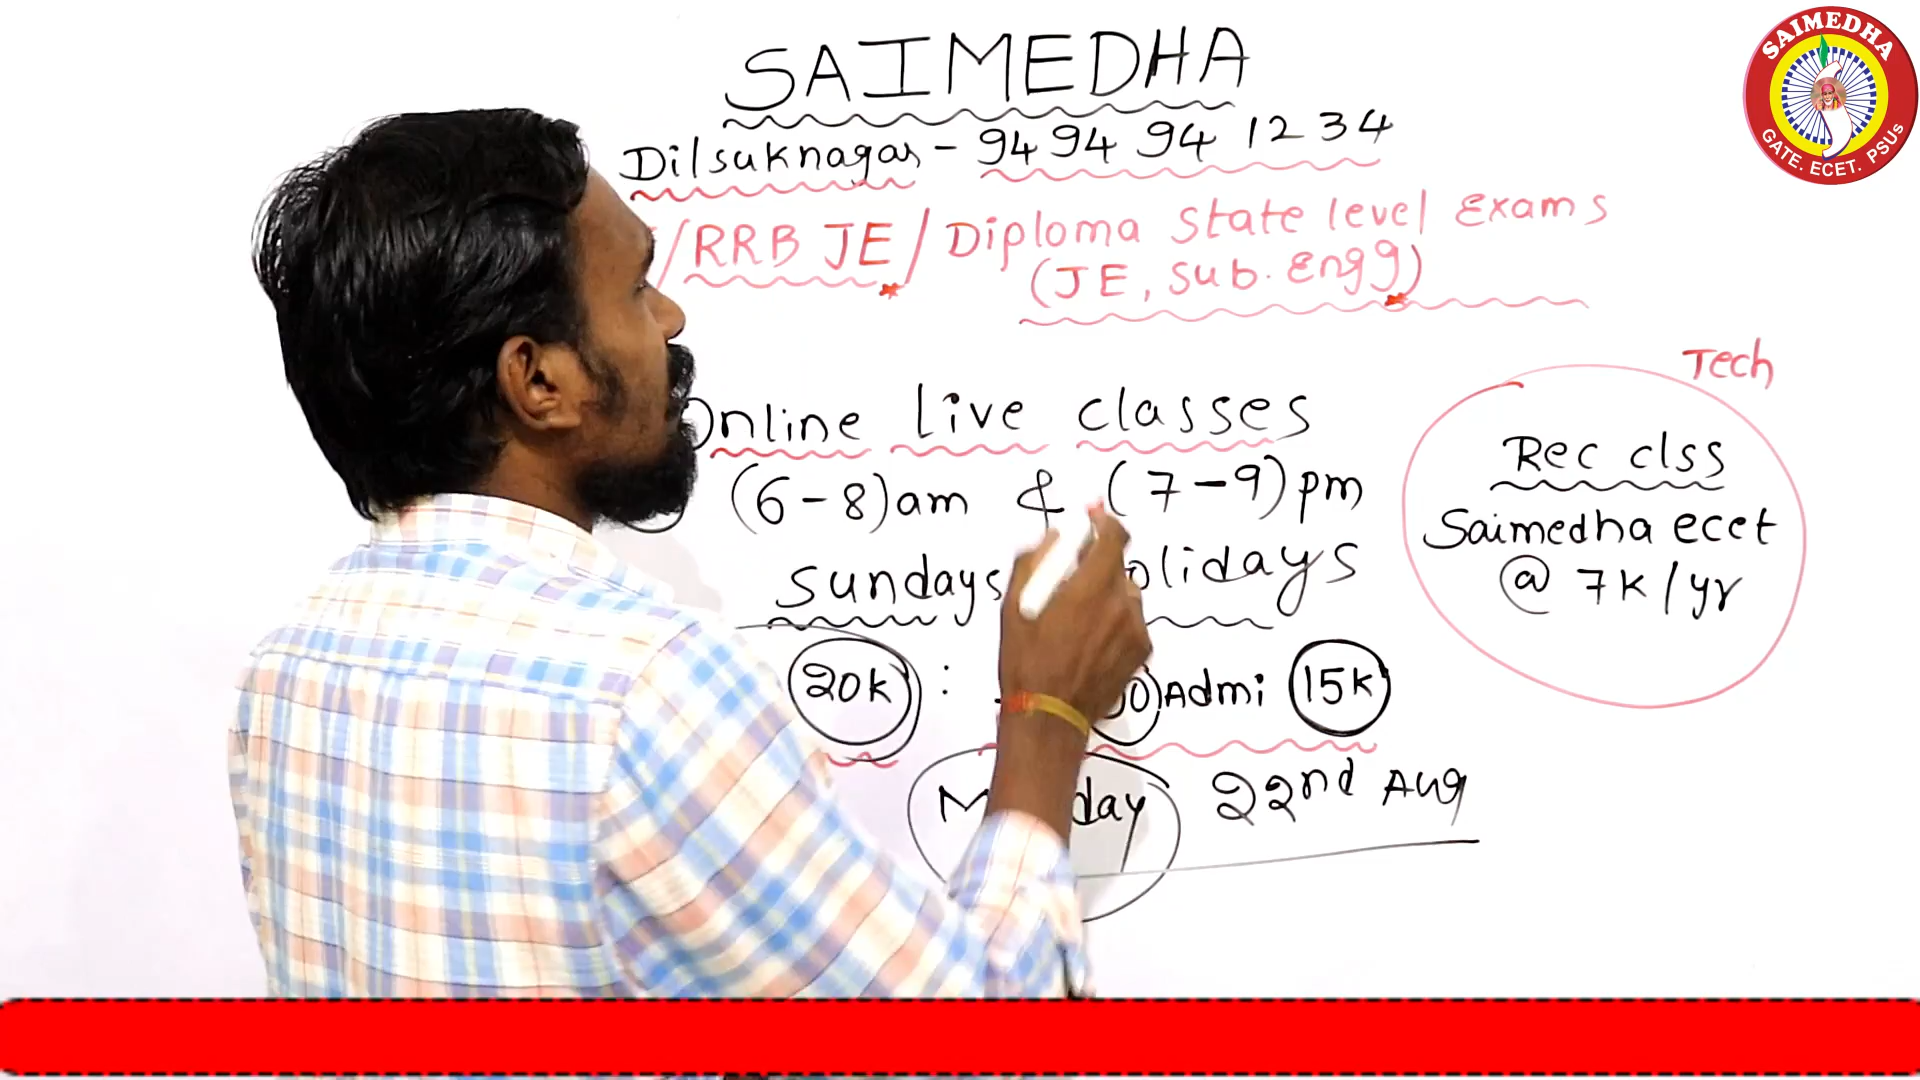 SAIMEDHA
Dilsuknagar - 94 94 94 12 34
/RRB JE/Diploma State level Exams
(JE, Sub. Engg)
Online live classes
(6-8)am & (7-9)pm
Sundays
20k : Admi 15k
22nd Aug
Tech
Rec clss
Saimedha ecet
@ 7k/yr
SAIMEDHA
GATE. ECET. PSUs